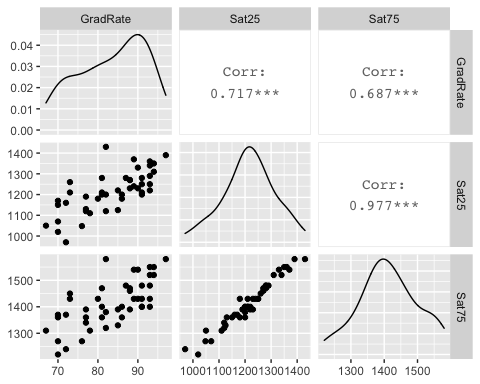 GradRate Sat25 Sat75
0.04
0.03
0.02
0.01
0.00
Corr:
0.717***
Corr:
0.687***
GradRate
1400
1300
1200
1100
1000
Corr:
0.977***
Sat25
1500
1400
1300
Sat75
70 80 90 1000 1100 1200 1300 1400 1300 1400 1500